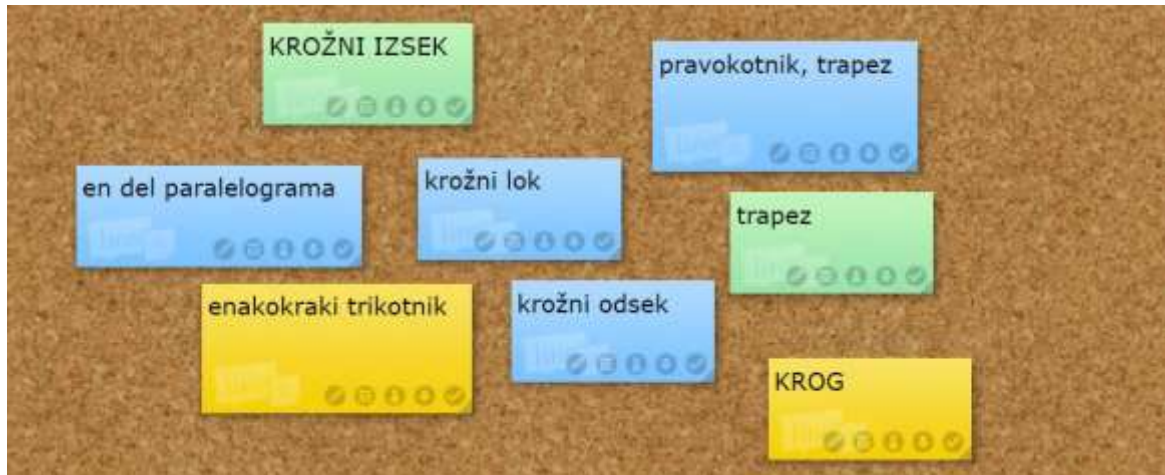 KROŽNI IZSEK
pravokotnik, trapez
en del paralelograma
krožni lok
trapez
enakokraki trikotnik
krožni odsek
KROG